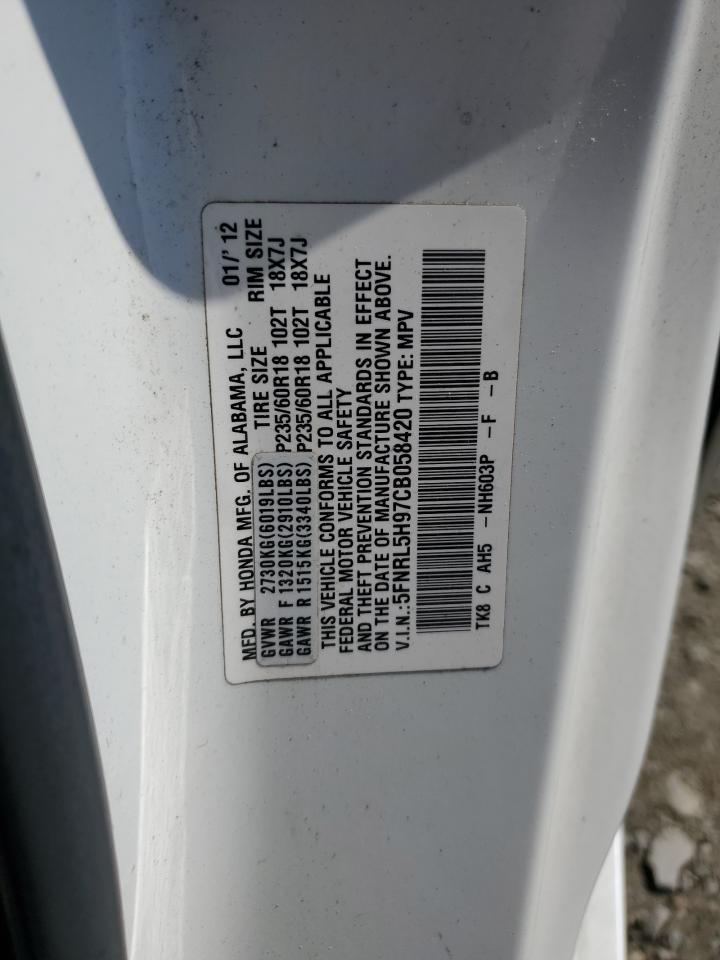 MFD. BY HONDA MFG. OF ALABAMA, LLC 01/'12
TIRE SIZE RIM SIZE
GVWR 2730KG(6019LBS)
GAWR F 1320KG(2910LBS) P235/60R18 102T 18X7J
GAWR R 1515KG(3340LBS) P235/60R18 102T 18X7J
THIS VEHICLE CONFORMS TO ALL APPLICABLE
FEDERAL MOTOR VEHICLE SAFETY
AND THEFT PREVENTION STANDARDS IN EFFECT
ON THE DATE OF MANUFACTURE SHOWN ABOVE.
V.I.N.:5FNRL5H97CB058420 TYPE: MPV
TK8 C AH5 -NH603P -F -B